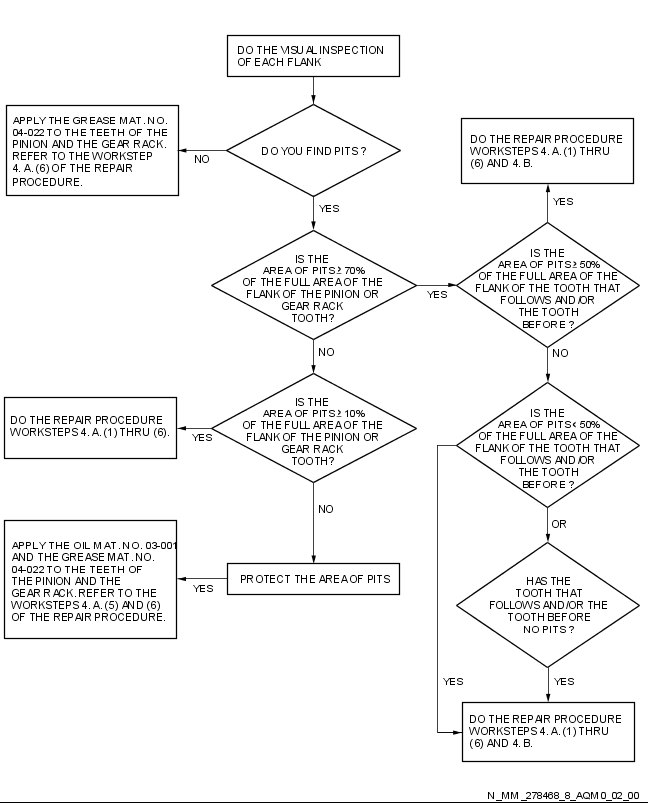 DO THE VISUAL INSPECTION
OF EACH FLANK
APPLY THE GREASE MAT. NO.
04-022 TO THE TEETH OF THE
PINION AND THE GEAR RACK.
REFER TO THE WORKSTEP
4. A. (6) OF THE REPAIR
PROCEDURE.
NO
DO YOU FIND PITS ?
YES
DO THE REPAIR PROCEDURE
WORKSTEPS 4. A. (1) THRU
(6) AND 4. B.
YES
IS THE
AREA OF PITS ≥ 70%
OF THE FULL AREA OF THE
FLANK OF THE PINION OR
GEAR RACK
TOOTH?
YES
IS THE
AREA OF PITS ≥ 50%
OF THE FULL AREA OF THE
FLANK OF THE TOOTH THAT
FOLLOWS AND/OR
THE TOOTH
BEFORE ?
NO
NO
IS THE
AREA OF PITS ≥ 10%
OF THE FULL AREA OF THE
FLANK OF THE PINION OR
GEAR RACK
TOOTH?
YES
DO THE REPAIR PROCEDURE
WORKSTEPS 4. A. (1) THRU (6).
IS THE
AREA OF PITS < 50%
OF THE FULL AREA OF THE
FLANK OF THE TOOTH THAT
FOLLOWS AND/OR
THE TOOTH
BEFORE ?
NO
OR
APPLY THE OIL MAT. NO. 03-001
AND THE GREASE MAT. NO.
04-022 TO THE TEETH OF
THE PINION AND THE
GEAR RACK. REFER TO THE
WORKSTEPS 4. A. (5) AND (6)
OF THE REPAIR PROCEDURE.
YES
PROTECT THE AREA OF PITS
HAS THE
TOOTH THAT
FOLLOWS AND/OR THE
TOOTH BEFORE
NO PITS ?
YES
YES
DO THE REPAIR PROCEDURE
WORKSTEPS 4. A. (1) THRU
(6) AND 4. B.
N_MM_278468_8_AQM0_02_00